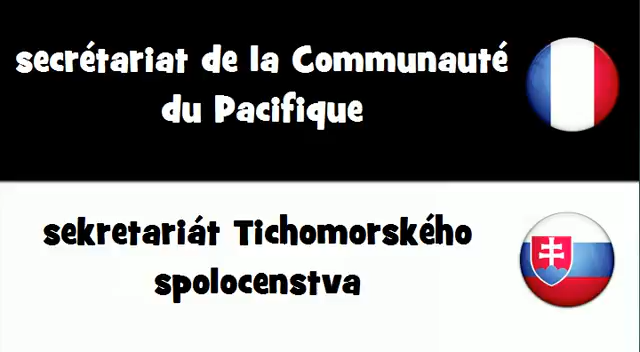 secrétariat de la Communauté
du Pacifique
sekretariát Tichomorského
spolocenstva